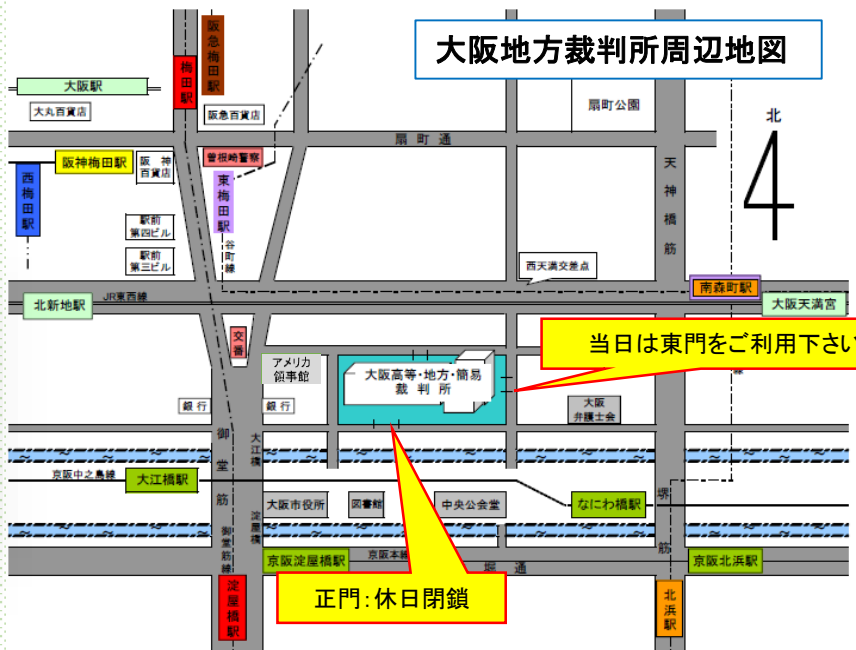 大阪地方裁判所周辺地図
阪急梅田駅
梅田駅
大阪駅
大丸百貨店
阪急百貨店
扇町公園
北
扇町通
阪神梅田駅
阪神
百貨店
曽根崎警察
西梅田駅
東梅田駅
天神橋筋
駅前
第四ビル
駅前
第三ビル
谷町線
西天満交差点
南森町駅
北新地駅
JR東西線
大阪天満宮
交番
アメリカ
領事館
大阪高等・地方・簡易
裁判所
当日は東門をご利用下さい
線
銀行
銀行
大阪
弁護士会
御堂筋
大江橋
京阪中之島線
大江橋駅
大阪市役所
図書館
中央公会堂
なにわ橋駅
堺筋
淀屋橋
御堂筋線
京阪淀屋橋駅
京阪本線
堀通
京阪北浜駅
淀屋橋駅
正門:休日閉鎖
北浜駅